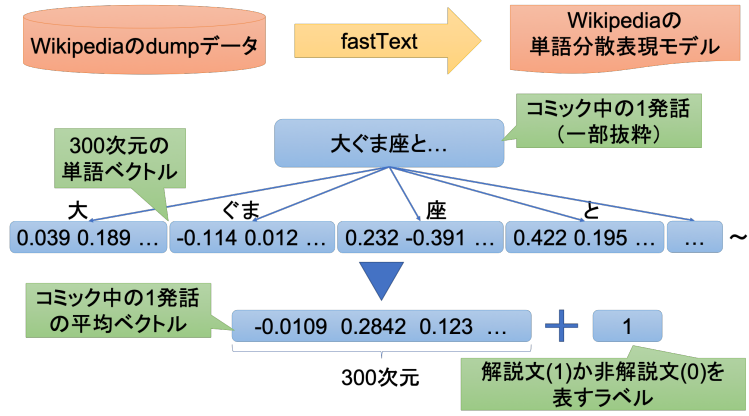 Wikipediaのdumpデータ
fastText
Wikipediaの
単語分散表現モデル
コミック中の1発話
（一部抜粋）
300次元の
単語ベクトル
大ぐま座と…
大 ぐま 座 と
0.039 0.189 … -0.114 0.012 … 0.232 -0.391 … 0.422 0.195 … … ～
コミック中の1発話
の平均ベクトル
-0.0109 0.2842 0.123 … + 1
300次元
解説文(1)か非解説文(0)を
表すラベル